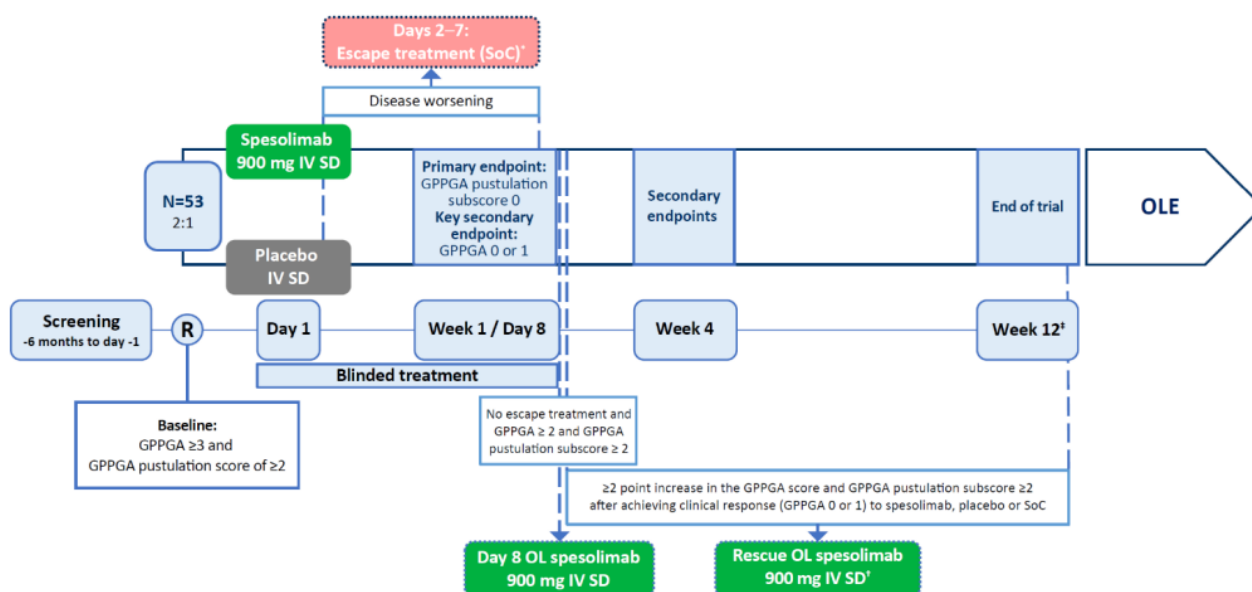 Days 2–7:
Escape treatment (SoC)*
Disease worsening
Spesolimab
900 mg IV SD
N=53
2:1
Placebo
IV SD
Primary endpoint:
GPPGA pustulation
subscore 0
Key secondary
endpoint:
GPPGA 0 or 1
Secondary
endpoints
End of trial
OLE
Screening
-6 months to day -1
R
Day 1
Week 1 / Day 8
Week 4
Week 12‡
Blinded treatment
Baseline:
GPPGA ≥3 and
GPPGA pustulation score of ≥2
No escape treatment and
GPPGA ≥ 2 and GPPGA
pustulation subscore ≥ 2
≥2 point increase in the GPPGA score and GPPGA pustulation subscore ≥2
after achieving clinical response (GPPGA 0 or 1) to spesolimab, placebo or SoC
Day 8 OL spesolimab
900 mg IV SD
Rescue OL spesolimab
900 mg IV SD†